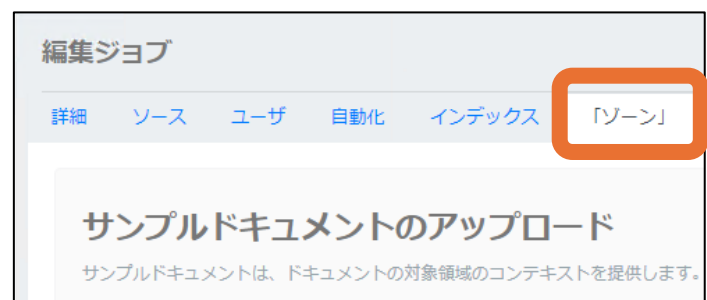 編集ジョブ
詳細 ソース ユーザ 自動化 インデックス 「ゾーン」
サンプルドキュメントのアップロード
サンプルドキュメントは、ドキュメントの対象領域のコンテキストを提供します。